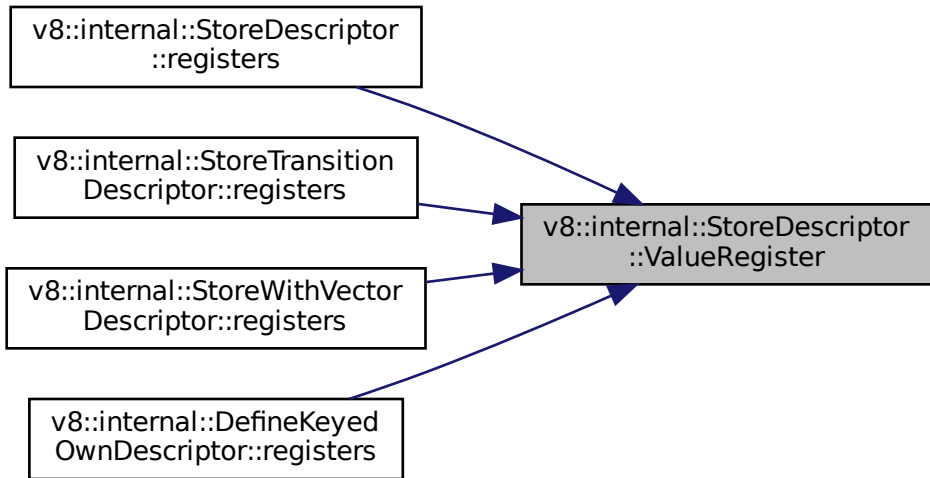 v8::internal::StoreDescriptor
::registers
v8::internal::StoreTransition
Descriptor::registers
v8::internal::StoreWithVector
Descriptor::registers
v8::internal::DefineKeyed
OwnDescriptor::registers
v8::internal::StoreDescriptor
::ValueRegister